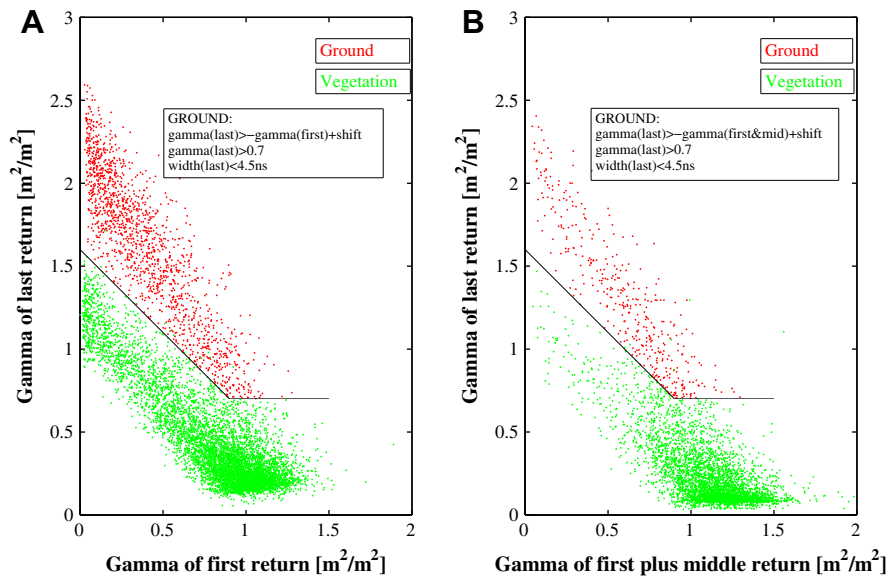 A
3
2.5
2
1.5
1
0.5
0
0
0.5
1
1.5
2
Gamma of last return [m²/m²]
Gamma of first return [m²/m²]
Ground
Vegetation
GROUND:
gamma(last)>−gamma(first)+shift
gamma(last)>0.7
width(last)<4.5ns
B
3
2.5
2
1.5
1
0.5
0
0
0.5
1
1.5
2
Gamma of last return [m²/m²]
Gamma of first plus middle return [m²/m²]
Ground
Vegetation
GROUND:
gamma(last)>−gamma(first&mid)+shift
gamma(last)>0.7
width(last)<4.5ns